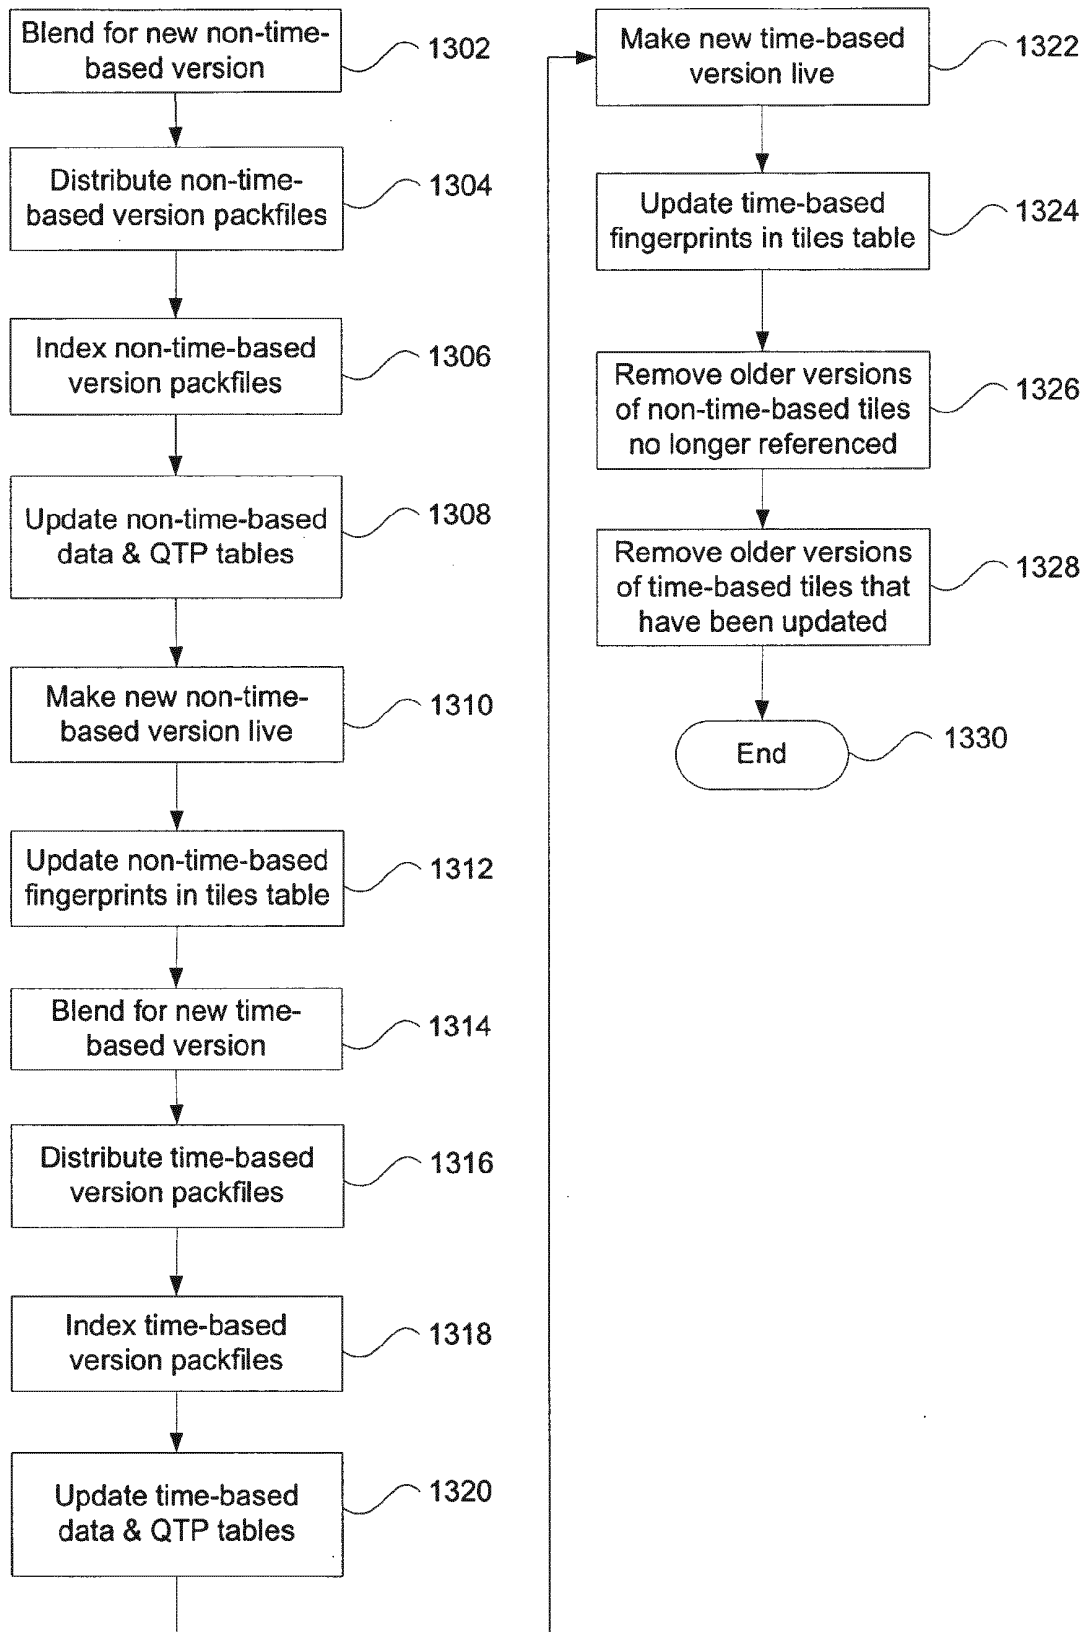 Blend for new non-time-
based version
1302
Distribute non-time-
based version packfiles
1304
Index non-time-based
version packfiles
1306
Update non-time-based
data & QTP tables
1308
Make new non-time-
based version live
1310
Update non-time-based
fingerprints in tiles table
1312
Blend for new time-
based version
1314
Distribute time-based
version packfiles
1316
Index time-based
version packfiles
1318
Update time-based
data & QTP tables
1320
Make new time-based
version live
1322
Update time-based
fingerprints in tiles table
1324
Remove older versions
of non-time-based tiles
no longer referenced
1326
Remove older versions
of time-based tiles that
have been updated
1328
End
1330